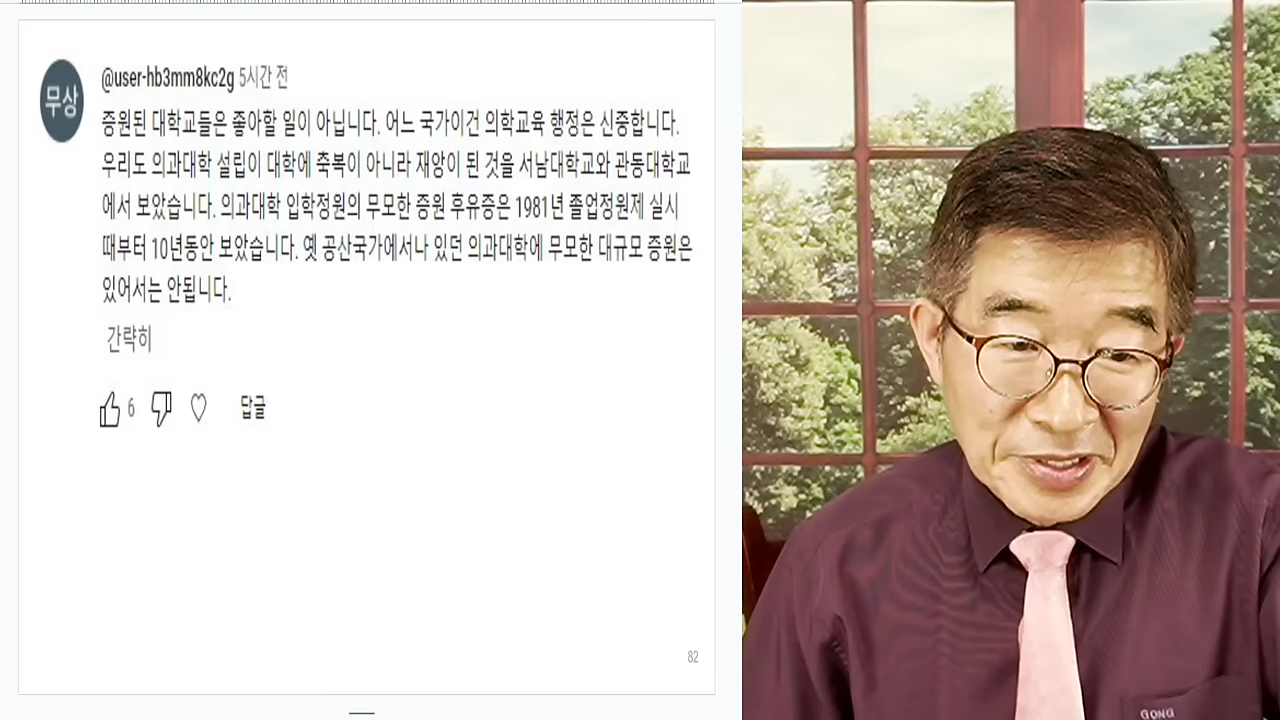 무상
@user-hb3mm8kc2g 5시간 전
증원된 대학교들은 좋아할 일이 아닙니다. 어느 국가이건 의학교육 행정은 신중합니다.
우리도 의과대학 설립이 대학에 축복이 아니라 재앙이 된 것을 서남대학교와 관동대학교
에서 보았습니다. 의과대학 입학정원의 무모한 증원 후유증은 1981년 졸업정원제 실시
때부터 10년동안 보았습니다. 옛 공산국가에서나 있던 의과대학에 무모한 대규모 증원은
있어서는 안됩니다.
간략히
6 답글
82
GONG